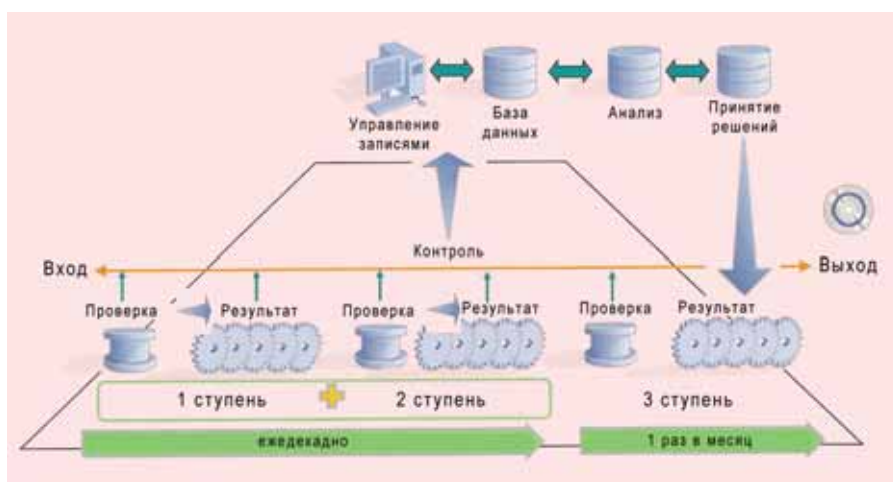 Управление
записями
База
данных
Анализ
Принятие
решений
Контроль
Вход
Выход
Проверка
Результат
Проверка
Результат
Проверка
Результат
1 ступень
2 ступень
3 ступень
ежедекадно
1 раз в месяц